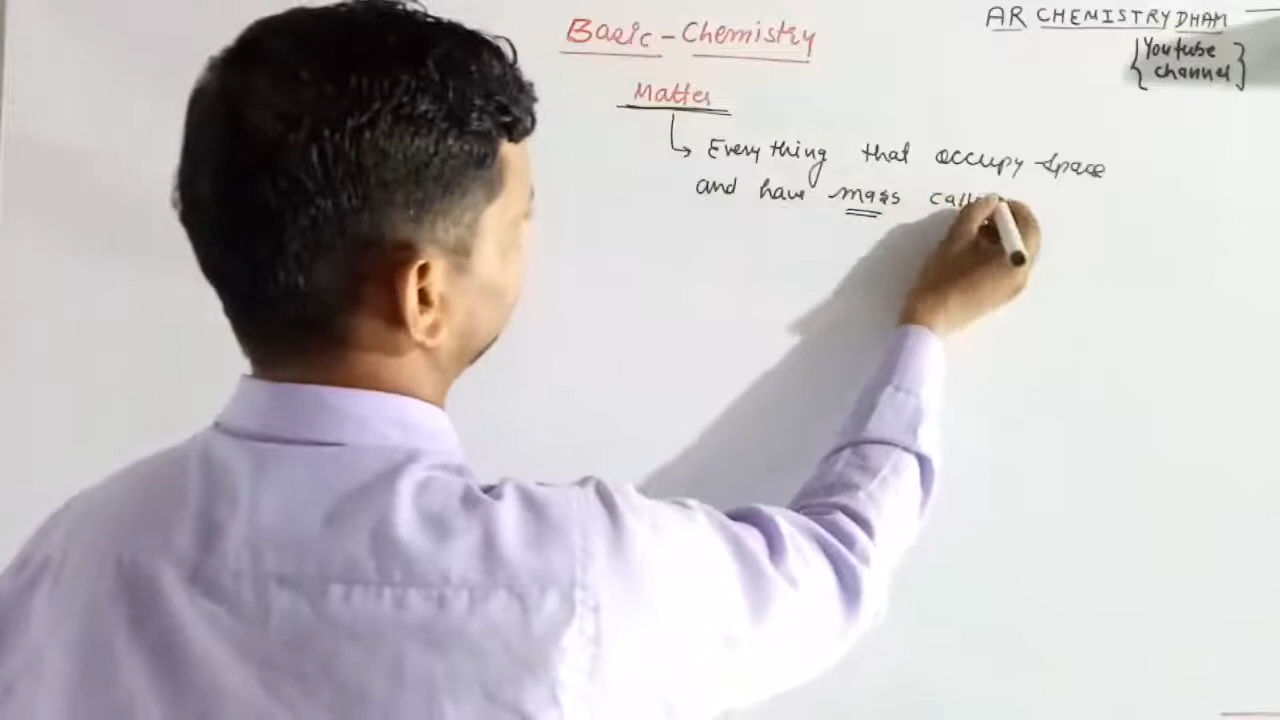 Basic - Chemistry
AR CHEMISTRY DHAM
{Youtube
channel}
Matter
Every thing that occupy space
and have mass